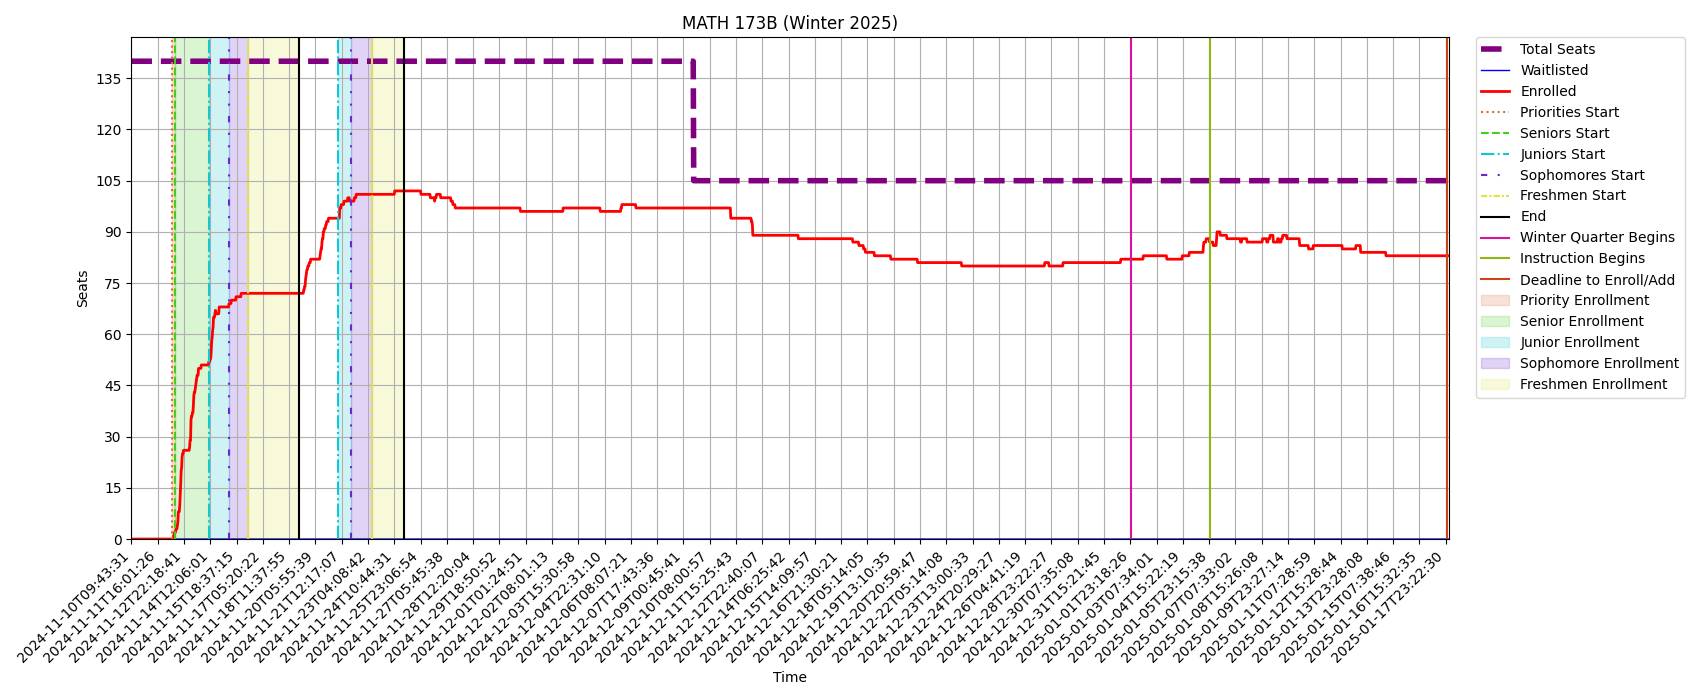 MATH 173B (Winter 2025)
Seats
135
120
105
90
75
60
45
30
15
0
2024-11-10T09:43:31
2024-11-11T16:01:26
2024-11-12T22:18:41
2024-11-14T12:06:01
2024-11-15T18:37:15
2024-11-17T05:20:22
2024-11-18T11:37:55
2024-11-20T05:55:39
2024-11-21T12:17:07
2024-11-23T04:08:42
2024-11-24T10:44:31
2024-11-25T23:06:54
2024-11-27T05:45:38
2024-11-28T12:20:04
2024-11-29T18:50:52
2024-12-01T01:24:51
2024-12-02T08:01:13
2024-12-03T15:30:58
2024-12-04T22:31:10
2024-12-06T08:07:21
2024-12-07T17:43:36
2024-12-09T00:45:41
2024-12-10T08:00:57
2024-12-11T15:25:43
2024-12-12T22:40:07
2024-12-14T06:25:42
2024-12-15T14:09:57
2024-12-16T21:30:21
2024-12-18T05:14:05
2024-12-19T13:10:35
2024-12-20T20:59:47
2024-12-22T05:14:08
2024-12-23T13:00:33
2024-12-24T20:29:27
2024-12-26T04:41:19
2024-12-28T23:22:27
2024-12-30T07:35:08
2024-12-31T15:21:45
2025-01-01T23:18:26
2025-01-03T07:34:01
2025-01-04T15:22:19
2025-01-05T23:15:38
2025-01-07T07:33:02
2025-01-08T15:26:08
2025-01-09T23:27:14
2025-01-11T07:28:59
2025-01-12T15:28:44
2025-01-13T23:28:08
2025-01-15T07:38:46
2025-01-16T15:32:35
2025-01-17T23:22:30
Time
Total Seats
Waitlisted
Enrolled
Priorities Start
Seniors Start
Juniors Start
Sophomores Start
Freshmen Start
End
Winter Quarter Begins
Instruction Begins
Deadline to Enroll/Add
Priority Enrollment
Senior Enrollment
Junior Enrollment
Sophomore Enrollment
Freshmen Enrollment